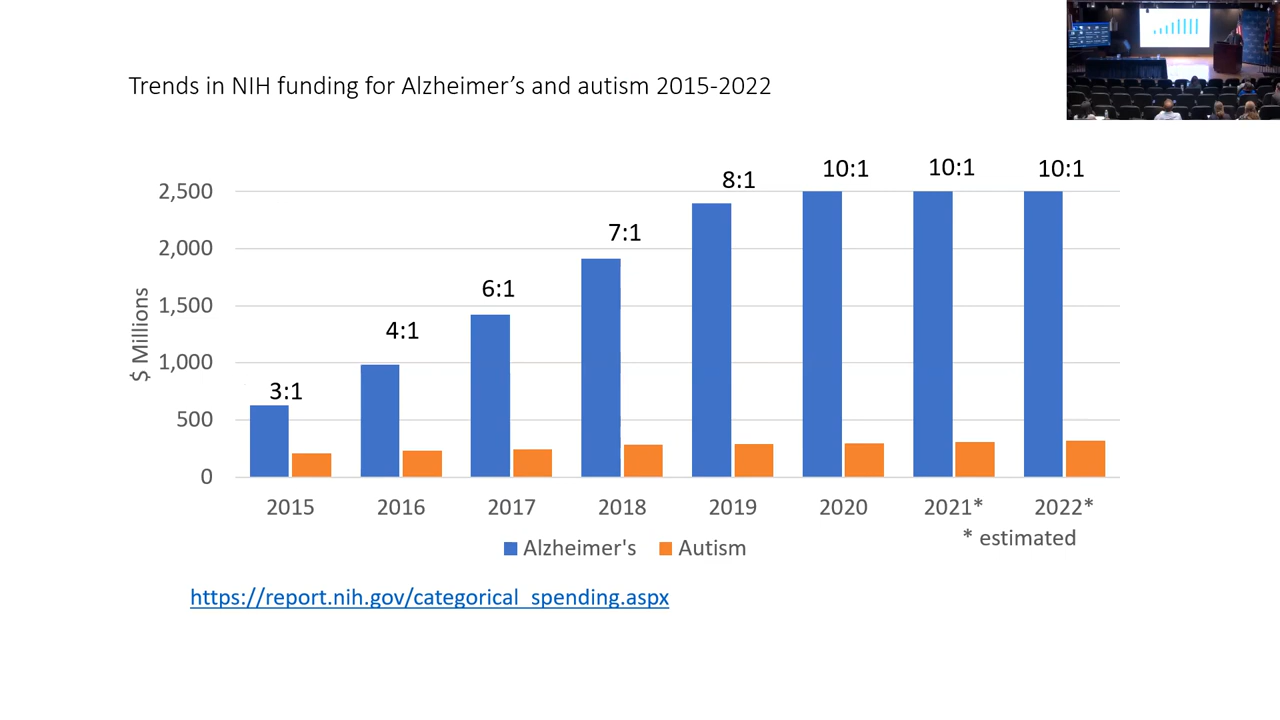 Trends in NIH funding for Alzheimer’s and autism 2015-2022
10:1 10:1 10:1
8:1
7:1
6:1
4:1
3:1
$ Millions
2,500
2,000
1,500
1,000
500
0
2015 2016 2017 2018 2019 2020 2021* 2022*
* estimated
Alzheimer's Autism
https://report.nih.gov/categorical_spending.aspx